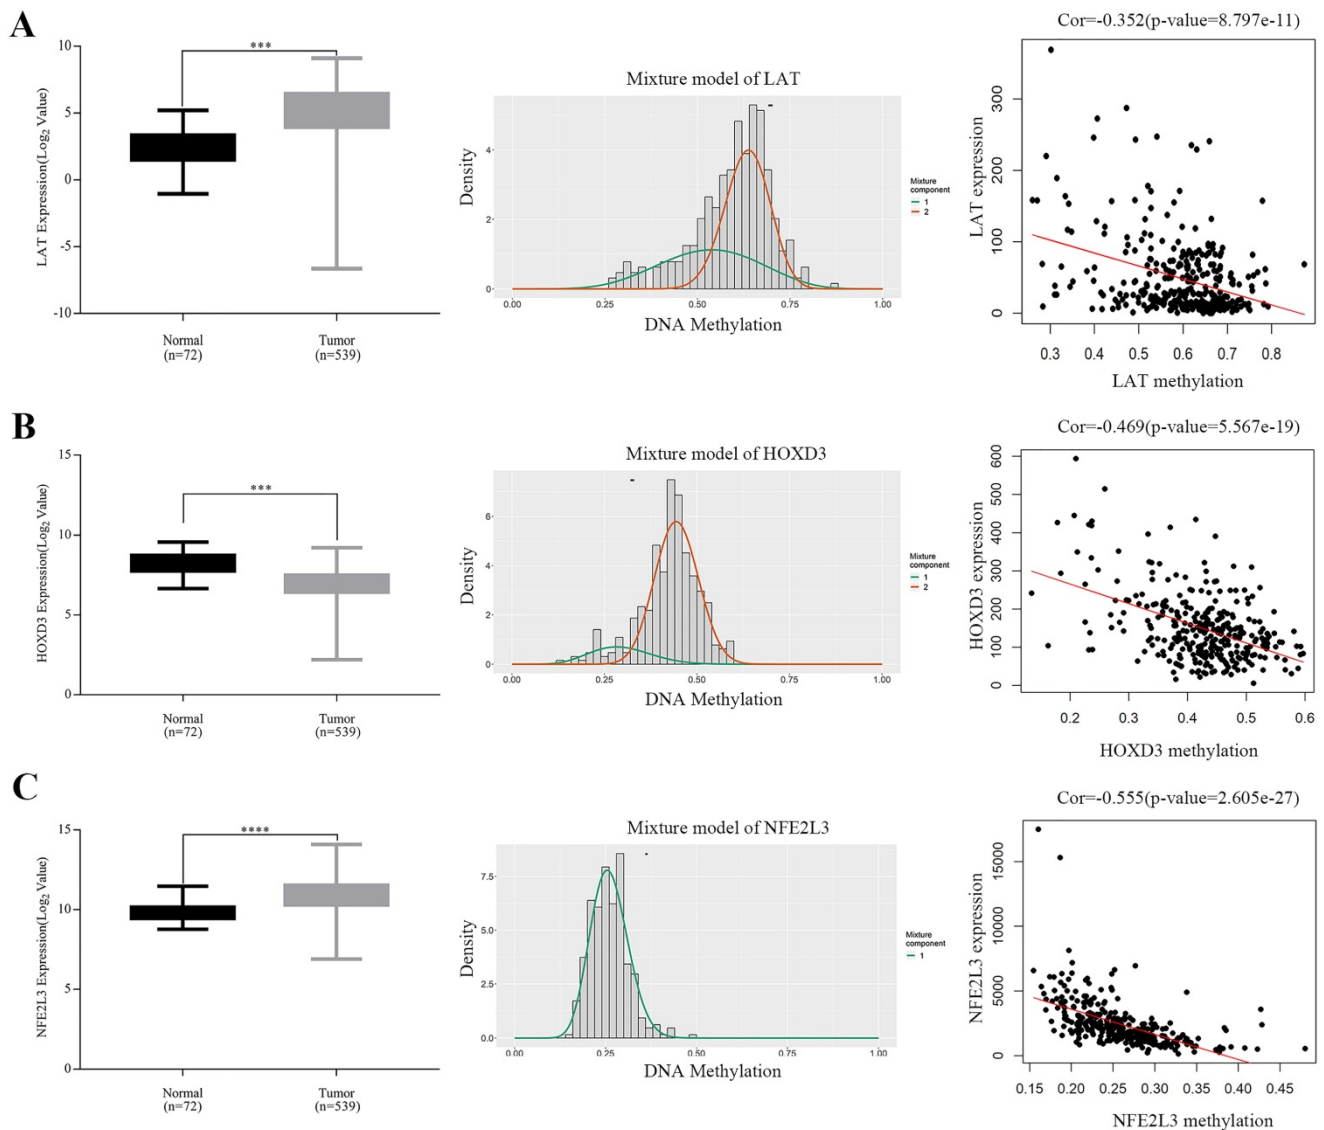 A
LAT Expression(Log2 Value)
10
5
0
-5
-10
***
Normal
(n=72)
Tumor
(n=539)
Mixture model of LAT
Density
4
2
0
0.00
0.25
0.50
0.75
1.00
DNA Methylation
Mixture
component
1
2
Cor=-0.352(p-value=8.797e-11)
LAT expression
300
200
100
0
0.3
0.4
0.5
0.6
0.7
0.8
LAT methylation
B
HOXD3 Expression(Log2 Value)
15
10
5
0
***
Normal
(n=72)
Tumor
(n=539)
Mixture model of HOXD3
Density
6
4
2
0
0.00
0.25
0.50
0.75
1.00
DNA Methylation
Mixture
component
1
2
Cor=-0.469(p-value=5.567e-19)
HOXD3 expression
600
500
400
300
200
100
0
0.2
0.3
0.4
0.5
0.6
HOXD3 methylation
C
NFE2L3 Expression(Log2 Value)
15
10
5
0
****
Normal
(n=72)
Tumor
(n=539)
Mixture model of NFE2L3
Density
7.5
5.0
2.5
0.0
0.00
0.25
0.50
0.75
1.00
DNA Methylation
Mixture
component
1
Cor=-0.555(p-value=2.605e-27)
NFE2L3 expression
15000
10000
5000
0
0.15
0.20
0.25
0.30
0.35
0.40
0.45
NFE2L3 methylation